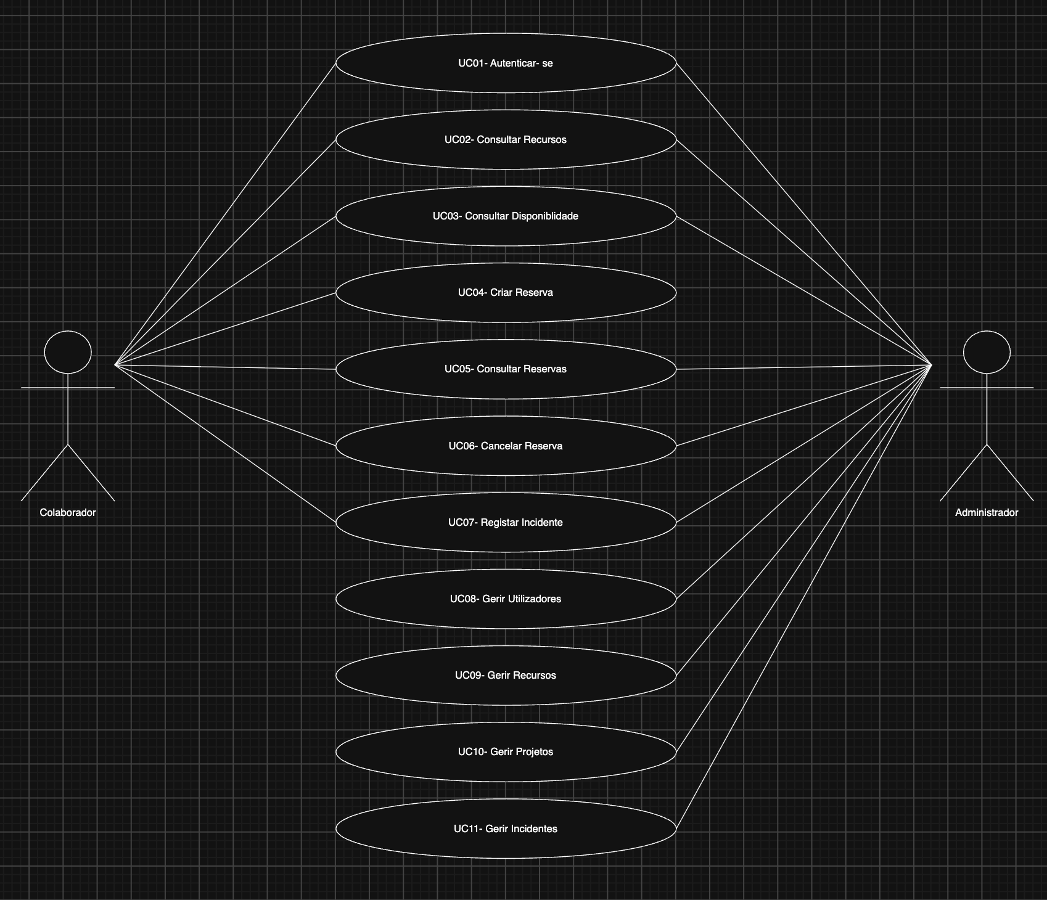 UC01- Autenticar- se
UC02- Consultar Recursos
UC03- Consultar Disponiblidade
UC04- Criar Reserva
UC05- Consultar Reservas
UC06- Cancelar Reserva
UC07- Registar Incidente
Colaborador
Administrador
UC08- Gerir Utilizadores
UC09- Gerir Recursos
UC10- Gerir Projetos
UC11- Gerir Incidentes